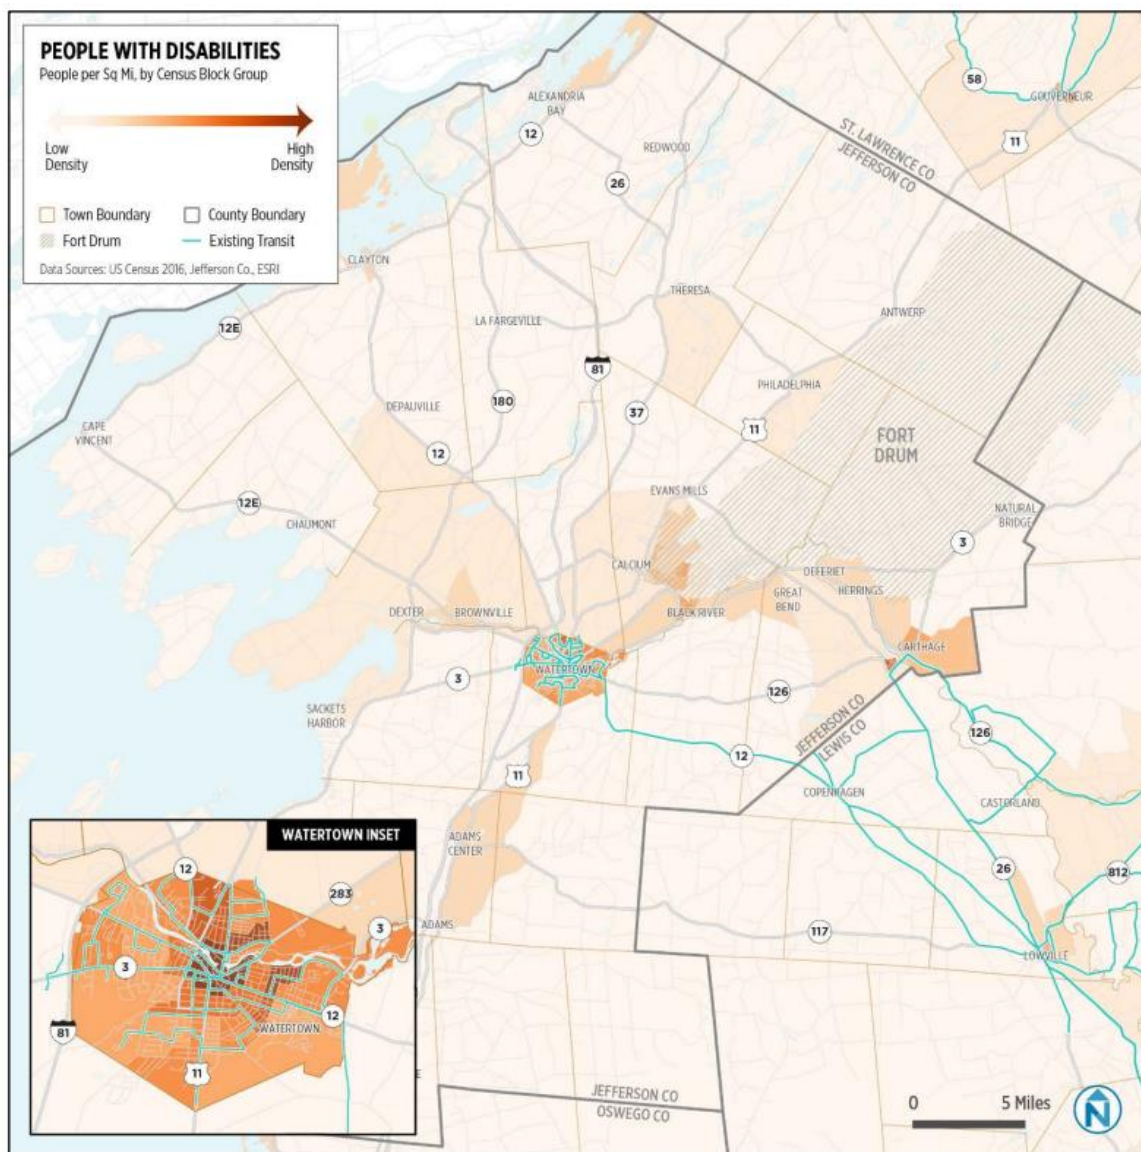 PEOPLE WITH DISABILITIES
People per Sq Mi, by Census Block Group
Low
Density
High
Density
Town Boundary
County Boundary
Fort Drum
Existing Transit
Data Sources: US Census 2016, Jefferson Co., ESRI
ALEXANDRIA
BAY
12
REDWOOD
26
58
GOUVERNEUR
11
ST. LAWRENCE CO
JEFFERSON CO
CLAYTON
12E
LA FARGEVILLE
THERESA
ANTWERP
81
PHILADELPHIA
DEPAUVILLE
180
37
11
CAPE
VINCENT
12
FORT
DRUM
EVANS MILLS
12E
CHAUMONT
NATURAL
BRIDGE
3
CALCIUM
DEFERIET
GREAT
BEND
HERRINGS
DEXTER
BROWNVILLE
BLACK RIVER
CARTHAGE
WATERTOWN
3
126
SACKETS
HARBOR
JEFFERSON CO
LEWIS CO
126
12
11
COPENHAGEN
CASTORLAND
ADAMS
CENTER
26
812
ADAMS
117
LOWVILLE
WATERTOWN INSET
12
283
3
3
12
WATERTOWN
81
11
E
JEFFERSON CO
OSWEGO CO
0 5 Miles
N